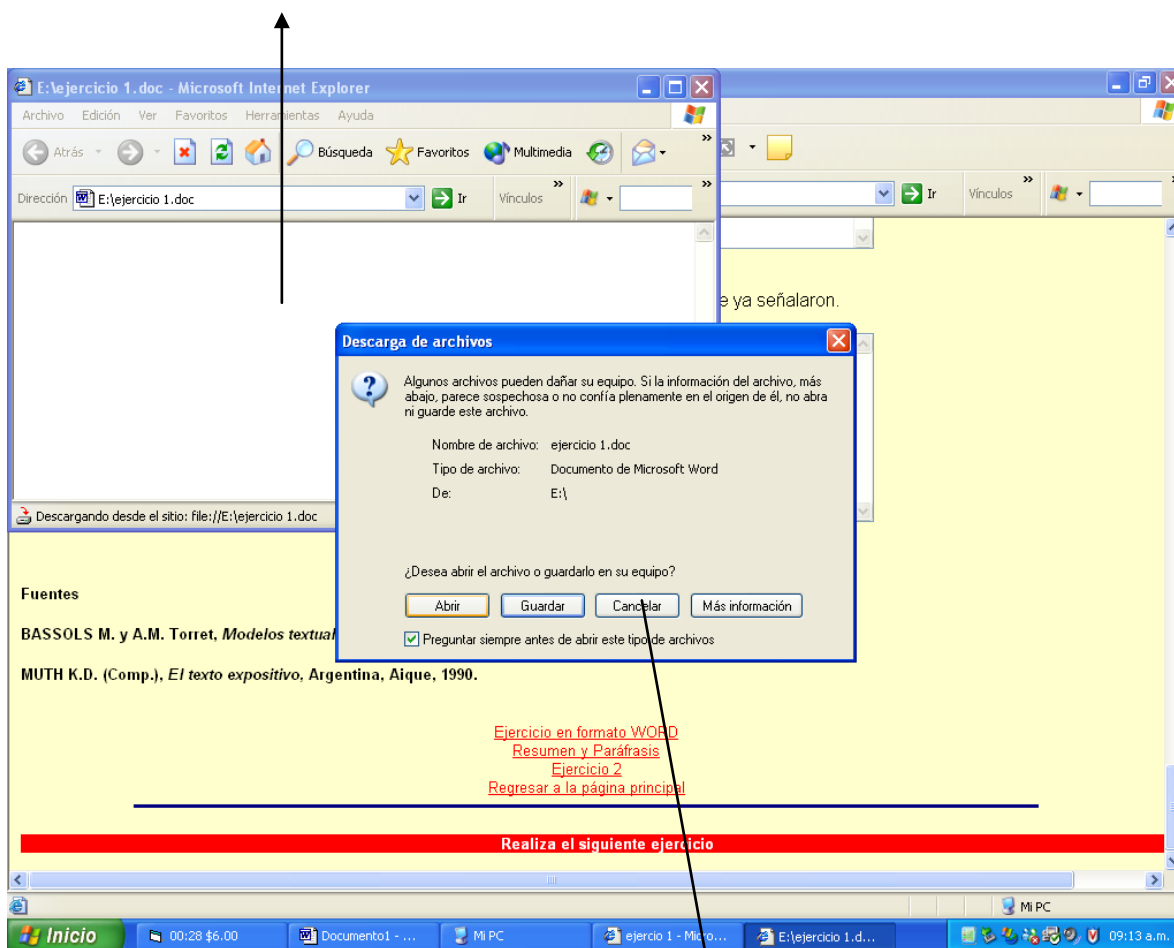 E:\ejercicio 1.doc - Microsoft Internet Explorer
Archivo Edición Ver Favoritos Herramientas Ayuda
Atrás Búsqueda Favoritos Multimedia »
Dirección E:\ejercicio 1.doc Ir Vínculos » »
Ir Vínculos » »
e ya señalaron.
Descarga de archivos
Algunos archivos pueden dañar su equipo. Si la información del archivo, más
abajo, parece sospechosa o no confía plenamente en el origen de él, no abra
ni guarde este archivo.
Nombre de archivo: ejercicio 1.doc
Tipo de archivo: Documento de Microsoft Word
De: E:\
¿Desea abrir el archivo o guardarlo en su equipo?
Abrir Guardar Cancelar Más información
Preguntar siempre antes de abrir este tipo de archivos
Descargando desde el sitio: file://E:\ejercicio 1.doc
Fuentes
BASSOLS M. y A.M. Torret, Modelos textual
MUTH K.D. (Comp.), El texto expositivo, Argentina, Aique, 1990.
Ejercicio en formato WORD
Resumen y Paráfrasis
Ejercicio 2
Regresar a la página principal
Realiza el siguiente ejercicio
Mi PC
Inicio 00:28 $6.00 Documento1 - ... Mi PC ejercio 1 - Micro... E:\ejercicio 1.d... 09:13 a.m.